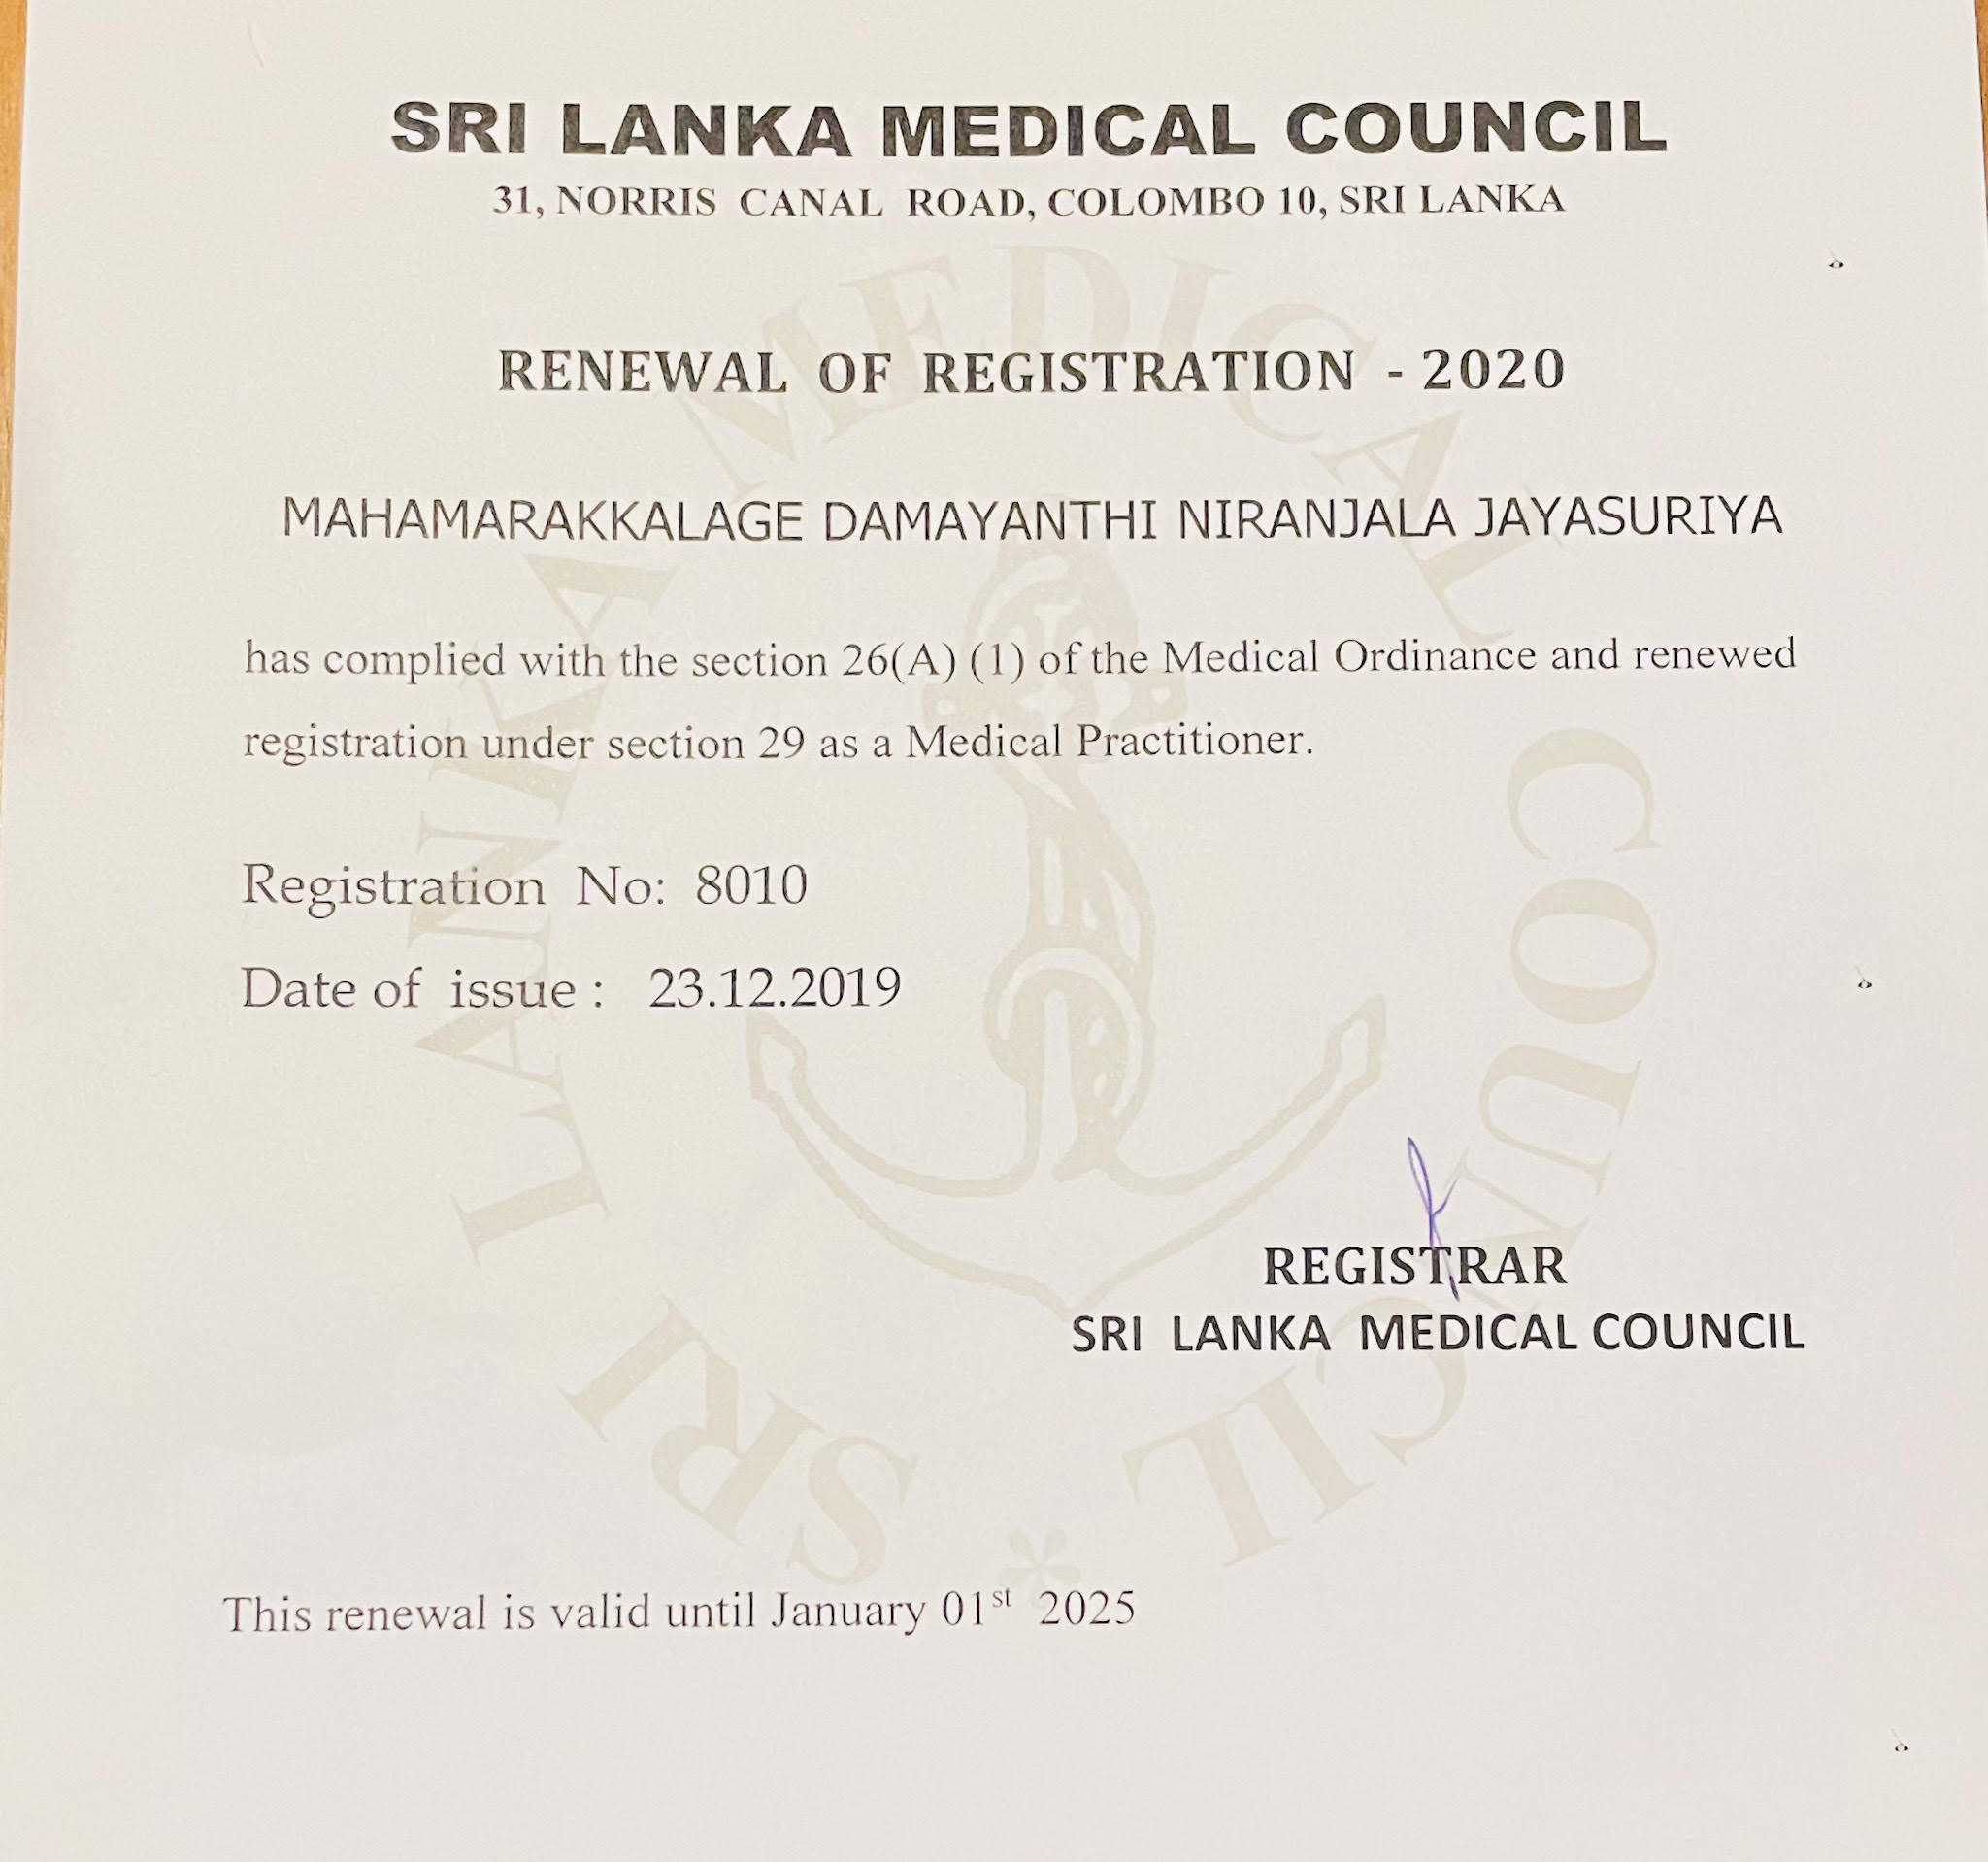 SRI LANKA MEDICAL COUNCIL
31, NORRIS CANAL ROAD, COLOMBO 10, SRI LANKA
RENEWAL OF REGISTRATION - 2020
MAHAMARAKKALAGE DAMAYANTHI NIRANJALA JAYASURIYA
has complied with the section 26(A) (1) of the Medical Ordinance and renewed
registration under section 29 as a Medical Practitioner.
Registration No: 8010
Date of issue : 23.12.2019
REGISTRAR
SRI LANKA MEDICAL COUNCIL
This renewal is valid until January 01st 2025
SRI LANKA MEDICAL COUNCIL *